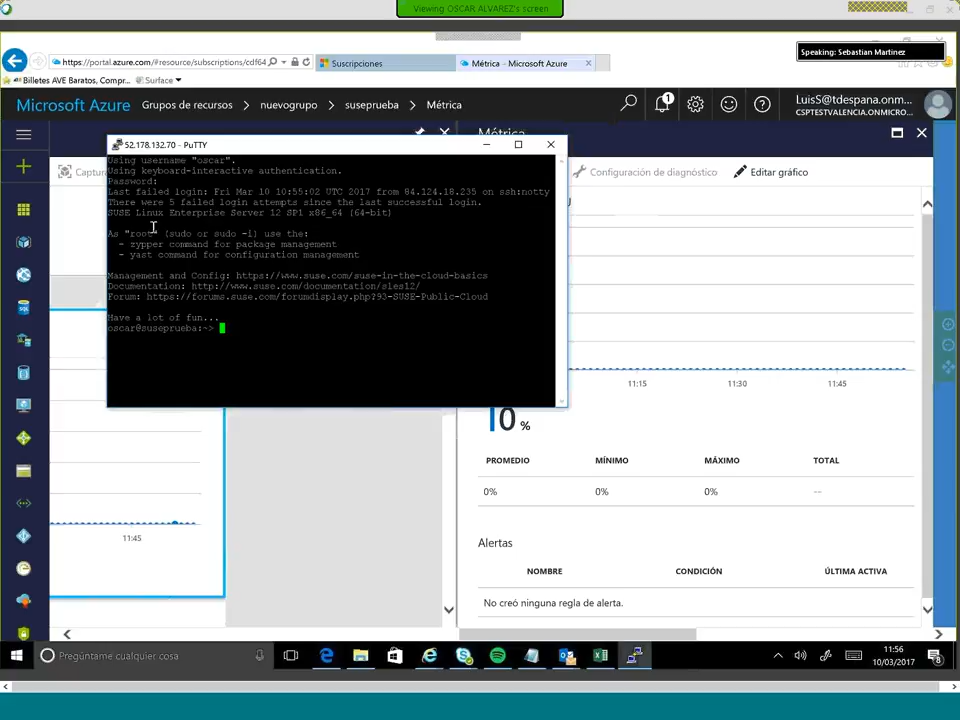 Viewing OSCAR ALVAREZ's screen
https://portal.azure.com/resource/subscriptions/cdf64
Suscripciones
Métrica – Microsoft Azure
Speaking: Sebastian Martinez
Billetes AVE Baratos, Compr...
Surface
Microsoft Azure
Grupos de recursos
nuevogrupo
suseprueba
Métrica
1
LuisS@tdespana.onm...
CSPTESTVALENCIA.ONMICRO...
Métrica
52.178.132.70 - PuTTY
Captur
Configuración de diagnóstico
Editar gráfico
Using username "oscar".
Using keyboard-interactive authentication.
Password:
Last failed login: Fri Mar 10 10:55:02 UTC 2017 from 84.124.18.235 on ssh:notty
There were 5 failed login attempts since the last successful login.
SUSE Linux Enterprise Server 12 SP1 x86_64 (64-bit)
As "root" (sudo or sudo -i) use the:
- zypper command for package management
- yast command for configuration management
Management and Config: https://www.suse.com/suse-in-the-cloud-basics
Documentation: http://www.suse.com/documentation/sles12/
Forum: https://forums.suse.com/forumdisplay.php?93-SUSE-Public-Cloud
Have a lot of fun...
oscar@suseprueba:~>
11:15
11:30
11:45
0 %
PROMEDIO
MÍNIMO
MÁXIMO
TOTAL
0%
0%
0%
--
11:45
Alertas
NOMBRE
CONDICIÓN
ÚLTIMA ACTIVA
No creó ninguna regla de alerta.
Pregúntame cualquier cosa
11:56
10/03/2017
8